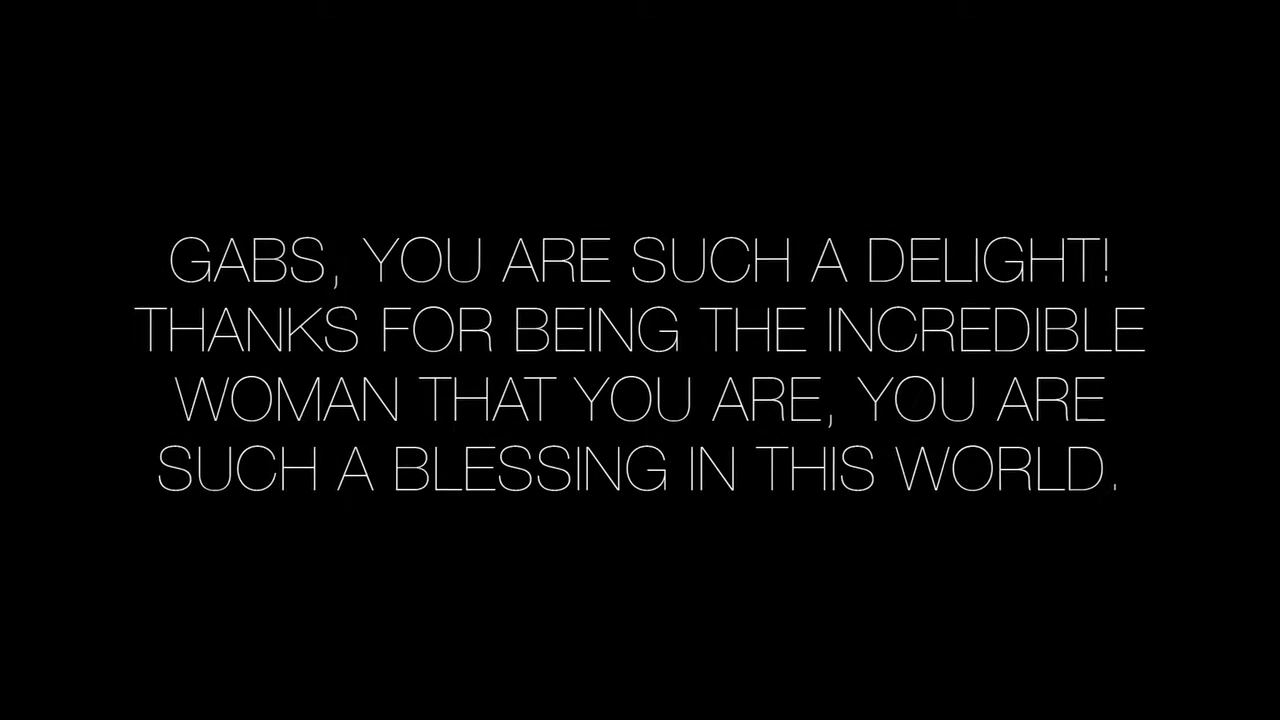 GABS, YOU ARE SUCH A DELIGHT!
THANKS FOR BEING THE INCREDIBLE
WOMAN THAT YOU ARE, YOU ARE
SUCH A BLESSING IN THIS WORLD.